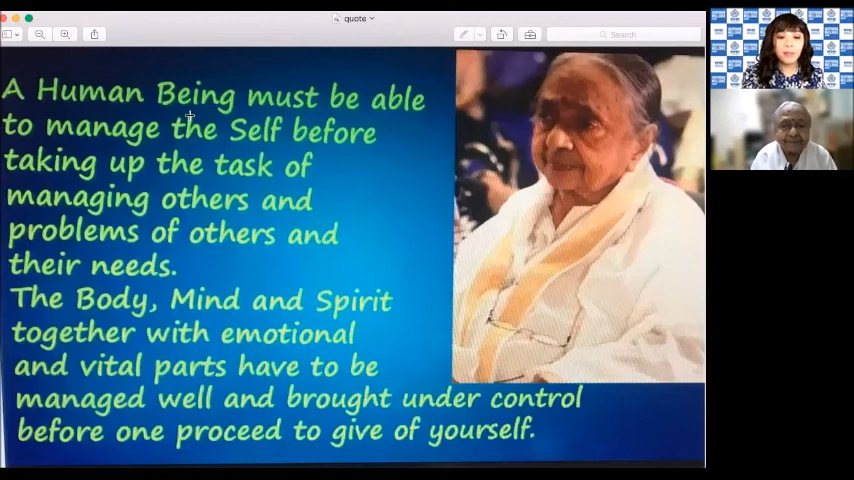 quote
Search
A Human Being must be able
to manage the Self before
taking up the task of
managing others and
problems of others and
their needs.
The Body, Mind and Spirit
together with emotional
and vital parts have to be
managed well and brought under control
before one proceed to give of yourself.